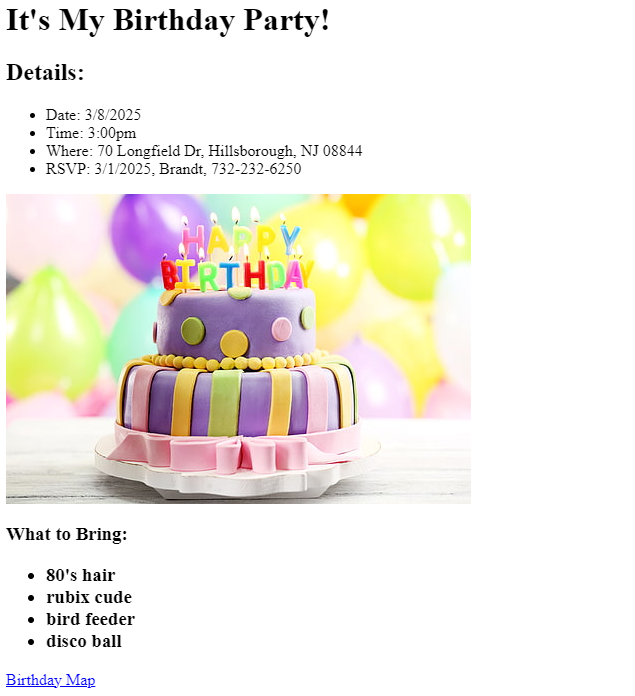 It's My Birthday Party!
Details:
Date: 3/8/2025
Time: 3:00pm
Where: 70 Longfield Dr, Hillsborough, NJ 08844
RSVP: 3/1/2025, Brandt, 732-232-6250
HAPPY
BIRTHDAY
What to Bring:
80's hair
rubix cude
bird feeder
disco ball
Birthday Map